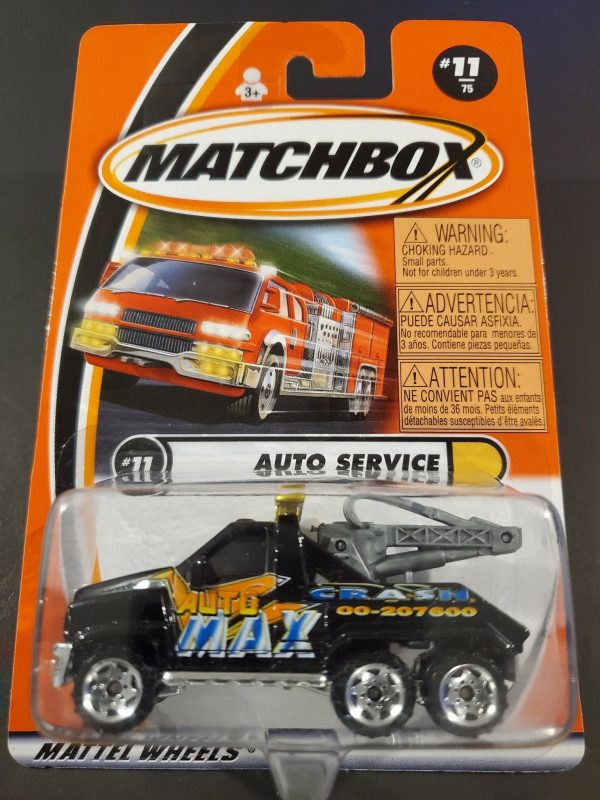 #11
75
3+
MATCHBOX®
WARNING:
CHOKING HAZARD -
Small parts.
Not for children under 3 years.
ADVERTENCIA:
PUEDE CAUSAR ASFIXIA.
No recomendable para menores de
3 años. Contiene piezas pequeñas.
ATTENTION:
NE CONVIENT PAS aux enfants
de moins de 36 mois. Petits éléments
détachables susceptibles d'être avalés.
#11
AUTO SERVICE
AUTO
MAX
CRASH
00-207600
MATTEL WHEELS®